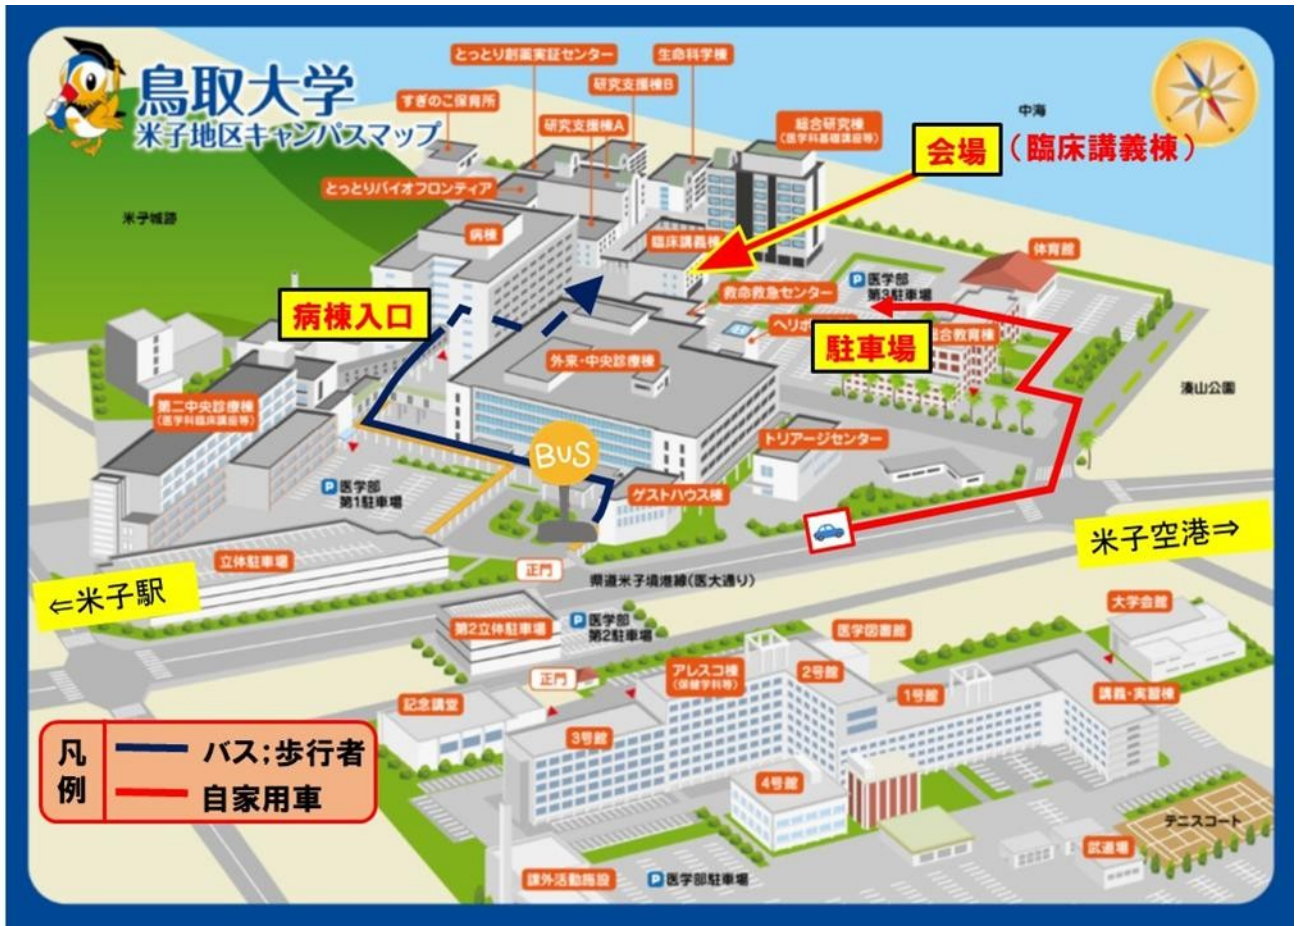 鳥取大学
米子地区キャンパスマップ
とっとり創薬実証センター
生命科学棟
研究支援棟B
すぎのこ保育所
研究支援棟A
総合研究棟
(医学科基礎講座等)
中海
会場
(臨床講義棟)
とっとりバイオフロンティア
米子城跡
病棟
臨床講義棟
体育館
救命救急センター
P 医学部
第3駐車場
病棟入口
ヘリポ
駐車場
合教育棟
外来・中央診療棟
湊山公園
第二中央診療棟
(医学科臨床講座等)
トリアージセンター
BUS
P 医学部
第1駐車場
ゲストハウス棟
米子空港⇒
立体駐車場
正門
県道米子境港線(医大通り)
⇐米子駅
第2立体駐車場
P 医学部
第2駐車場
医学図書館
大学会館
正門
アレスコ棟
(保健学科等)
2号館
1号館
講義・実習棟
記念講堂
3号館
凡例
バス;歩行者
自家用車
4号館
テニスコート
武道場
課外活動施設
P 医学部駐車場